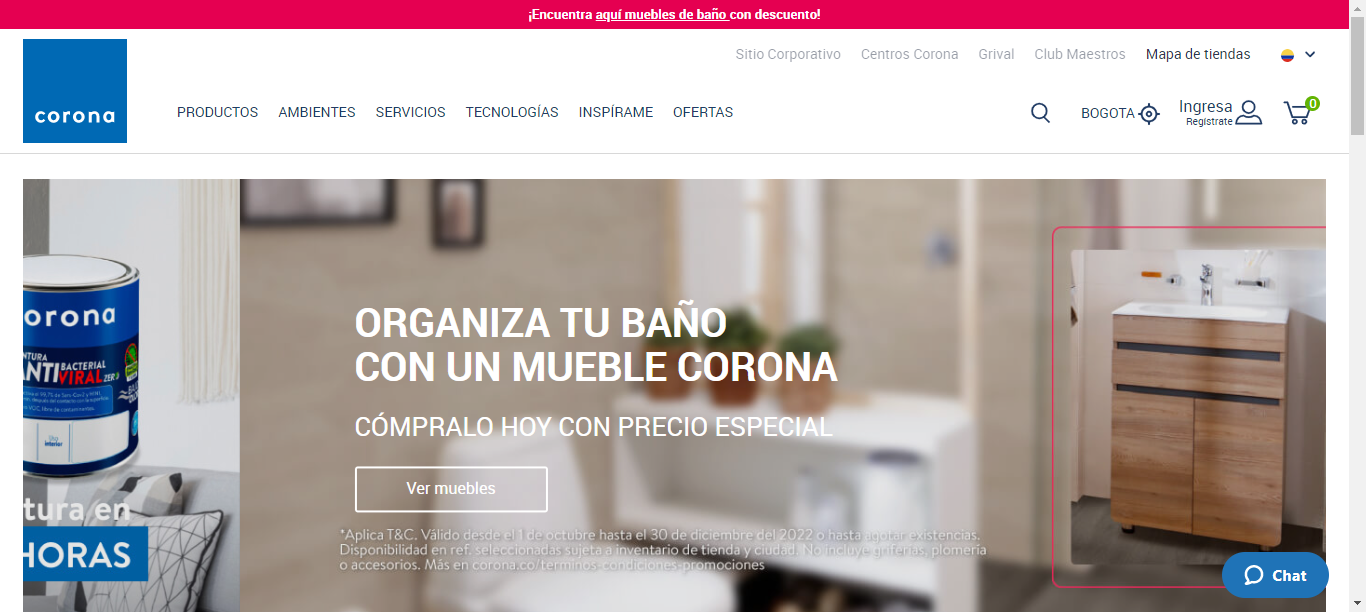 ¡Encuentra aquí muebles de baño con descuento!
Sitio Corporativo Centros Corona Grival Club Maestros Mapa de tiendas
corona
PRODUCTOS AMBIENTES SERVICIOS TECNOLOGÍAS INSPÍRAME OFERTAS
BOGOTA
Ingresa
Regístrate
0
corona
NTURA
ANTIBACTERIAL
VIRAL ZERO
interior
tura en
HORAS
ORGANIZA TU BAÑO
CON UN MUEBLE CORONA
CÓMPRALO HOY CON PRECIO ESPECIAL
Ver muebles
*Aplica T&C. Válido desde el 1 de octubre hasta el 30 de diciembre del 2022 o hasta agotar existencias.
Disponibilidad en ref. seleccionadas sujeta a inventario de tienda y ciudad. No incluye griferías, plomería
o accesorios. Más en corona.co/terminos-condiciones-promociones
Chat